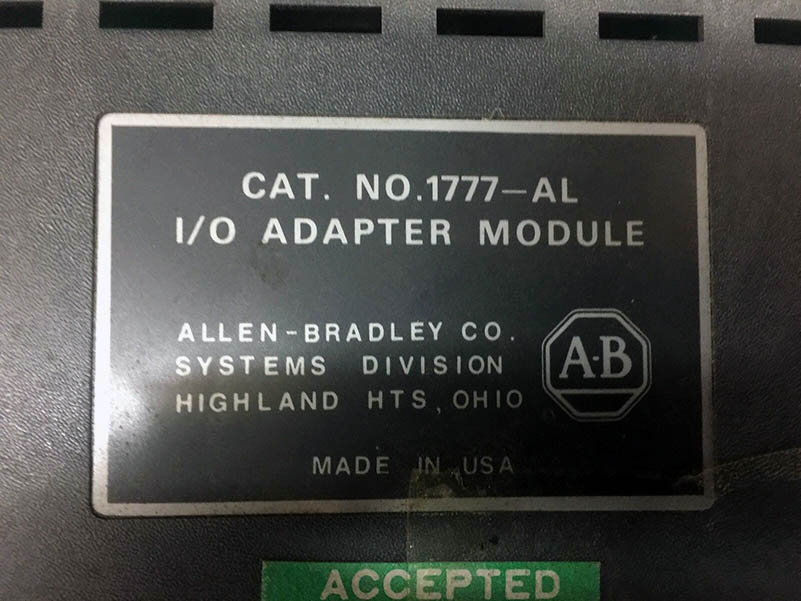 CAT. NO.1777-AL
I/O ADAPTER MODULE
ALLEN-BRADLEY CO.
SYSTEMS DIVISION
HIGHLAND HTS, OHIO
A-B
MADE IN USA
ACCEPTED